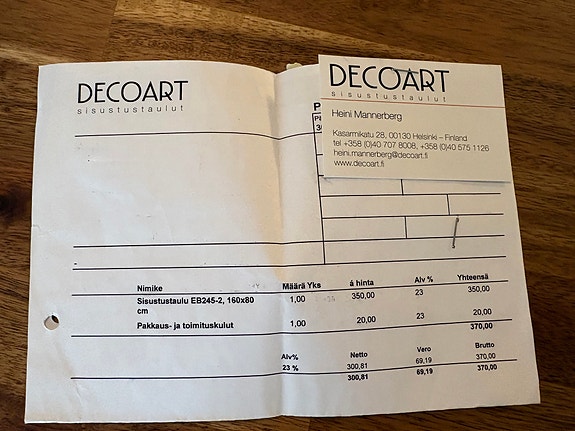 DECOART
sisustustaulut
DECOART
sisustustaulut
Heini Mannerberg
Kasarmikatu 28, 00130 Helsinki – Finland
tel +358 (0)40 707 8008, +358 (0)40 575 1126
heini.mannerberg@decoart.fi
www.decoart.fi
Nimike Määrä Yks á hinta Alv % Yhteensä
Sisustustaulu EB245-2, 160x80 1,00 350,00 23 350,00
cm
Pakkaus- ja toimituskulut 1,00 20,00 23 20,00
370,00
Alv% Netto Vero Brutto
23 % 300,81 69,19 370,00
300,81 69,19 370,00